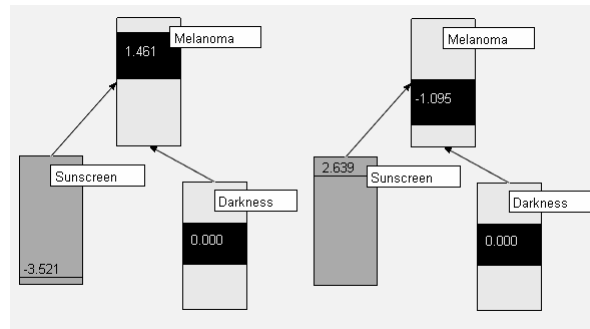 Melanoma
1.461
Sunscreen
-3.521
Darkness
0.000
Melanoma
-1.095
2.639
Sunscreen
Darkness
0.000